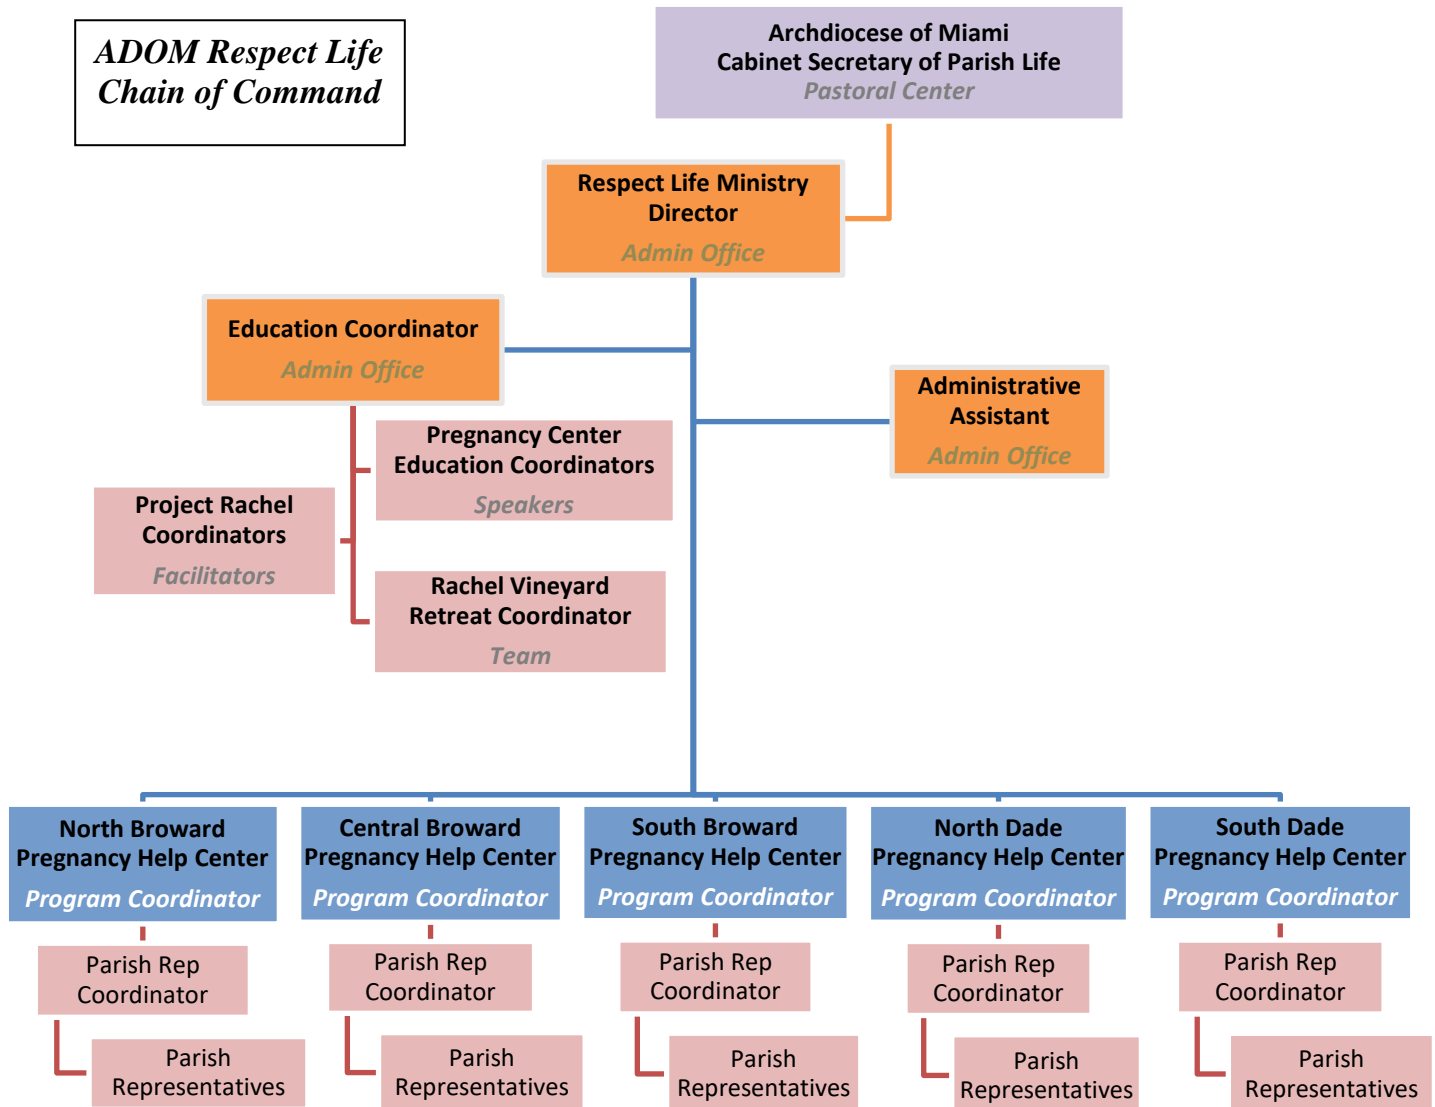 ADOM Respect Life
Chain of Command
Archdiocese of Miami
Cabinet Secretary of Parish Life
Pastoral Center
Respect Life Ministry
Director
Admin Office
Education Coordinator
Admin Office
Administrative
Assistant
Admin Office
Pregnancy Center
Education Coordinators
Speakers
Project Rachel
Coordinators
Facilitators
Rachel Vineyard
Retreat Coordinator
Team
North Broward
Pregnancy Help Center
Program Coordinator
Central Broward
Pregnancy Help Center
Program Coordinator
South Broward
Pregnancy Help Center
Program Coordinator
North Dade
Pregnancy Help Center
Program Coordinator
South Dade
Pregnancy Help Center
Program Coordinator
Parish Rep
Coordinator
Parish Rep
Coordinator
Parish Rep
Coordinator
Parish Rep
Coordinator
Parish Rep
Coordinator
Parish
Representatives
Parish
Representatives
Parish
Representatives
Parish
Representatives
Parish
Representatives